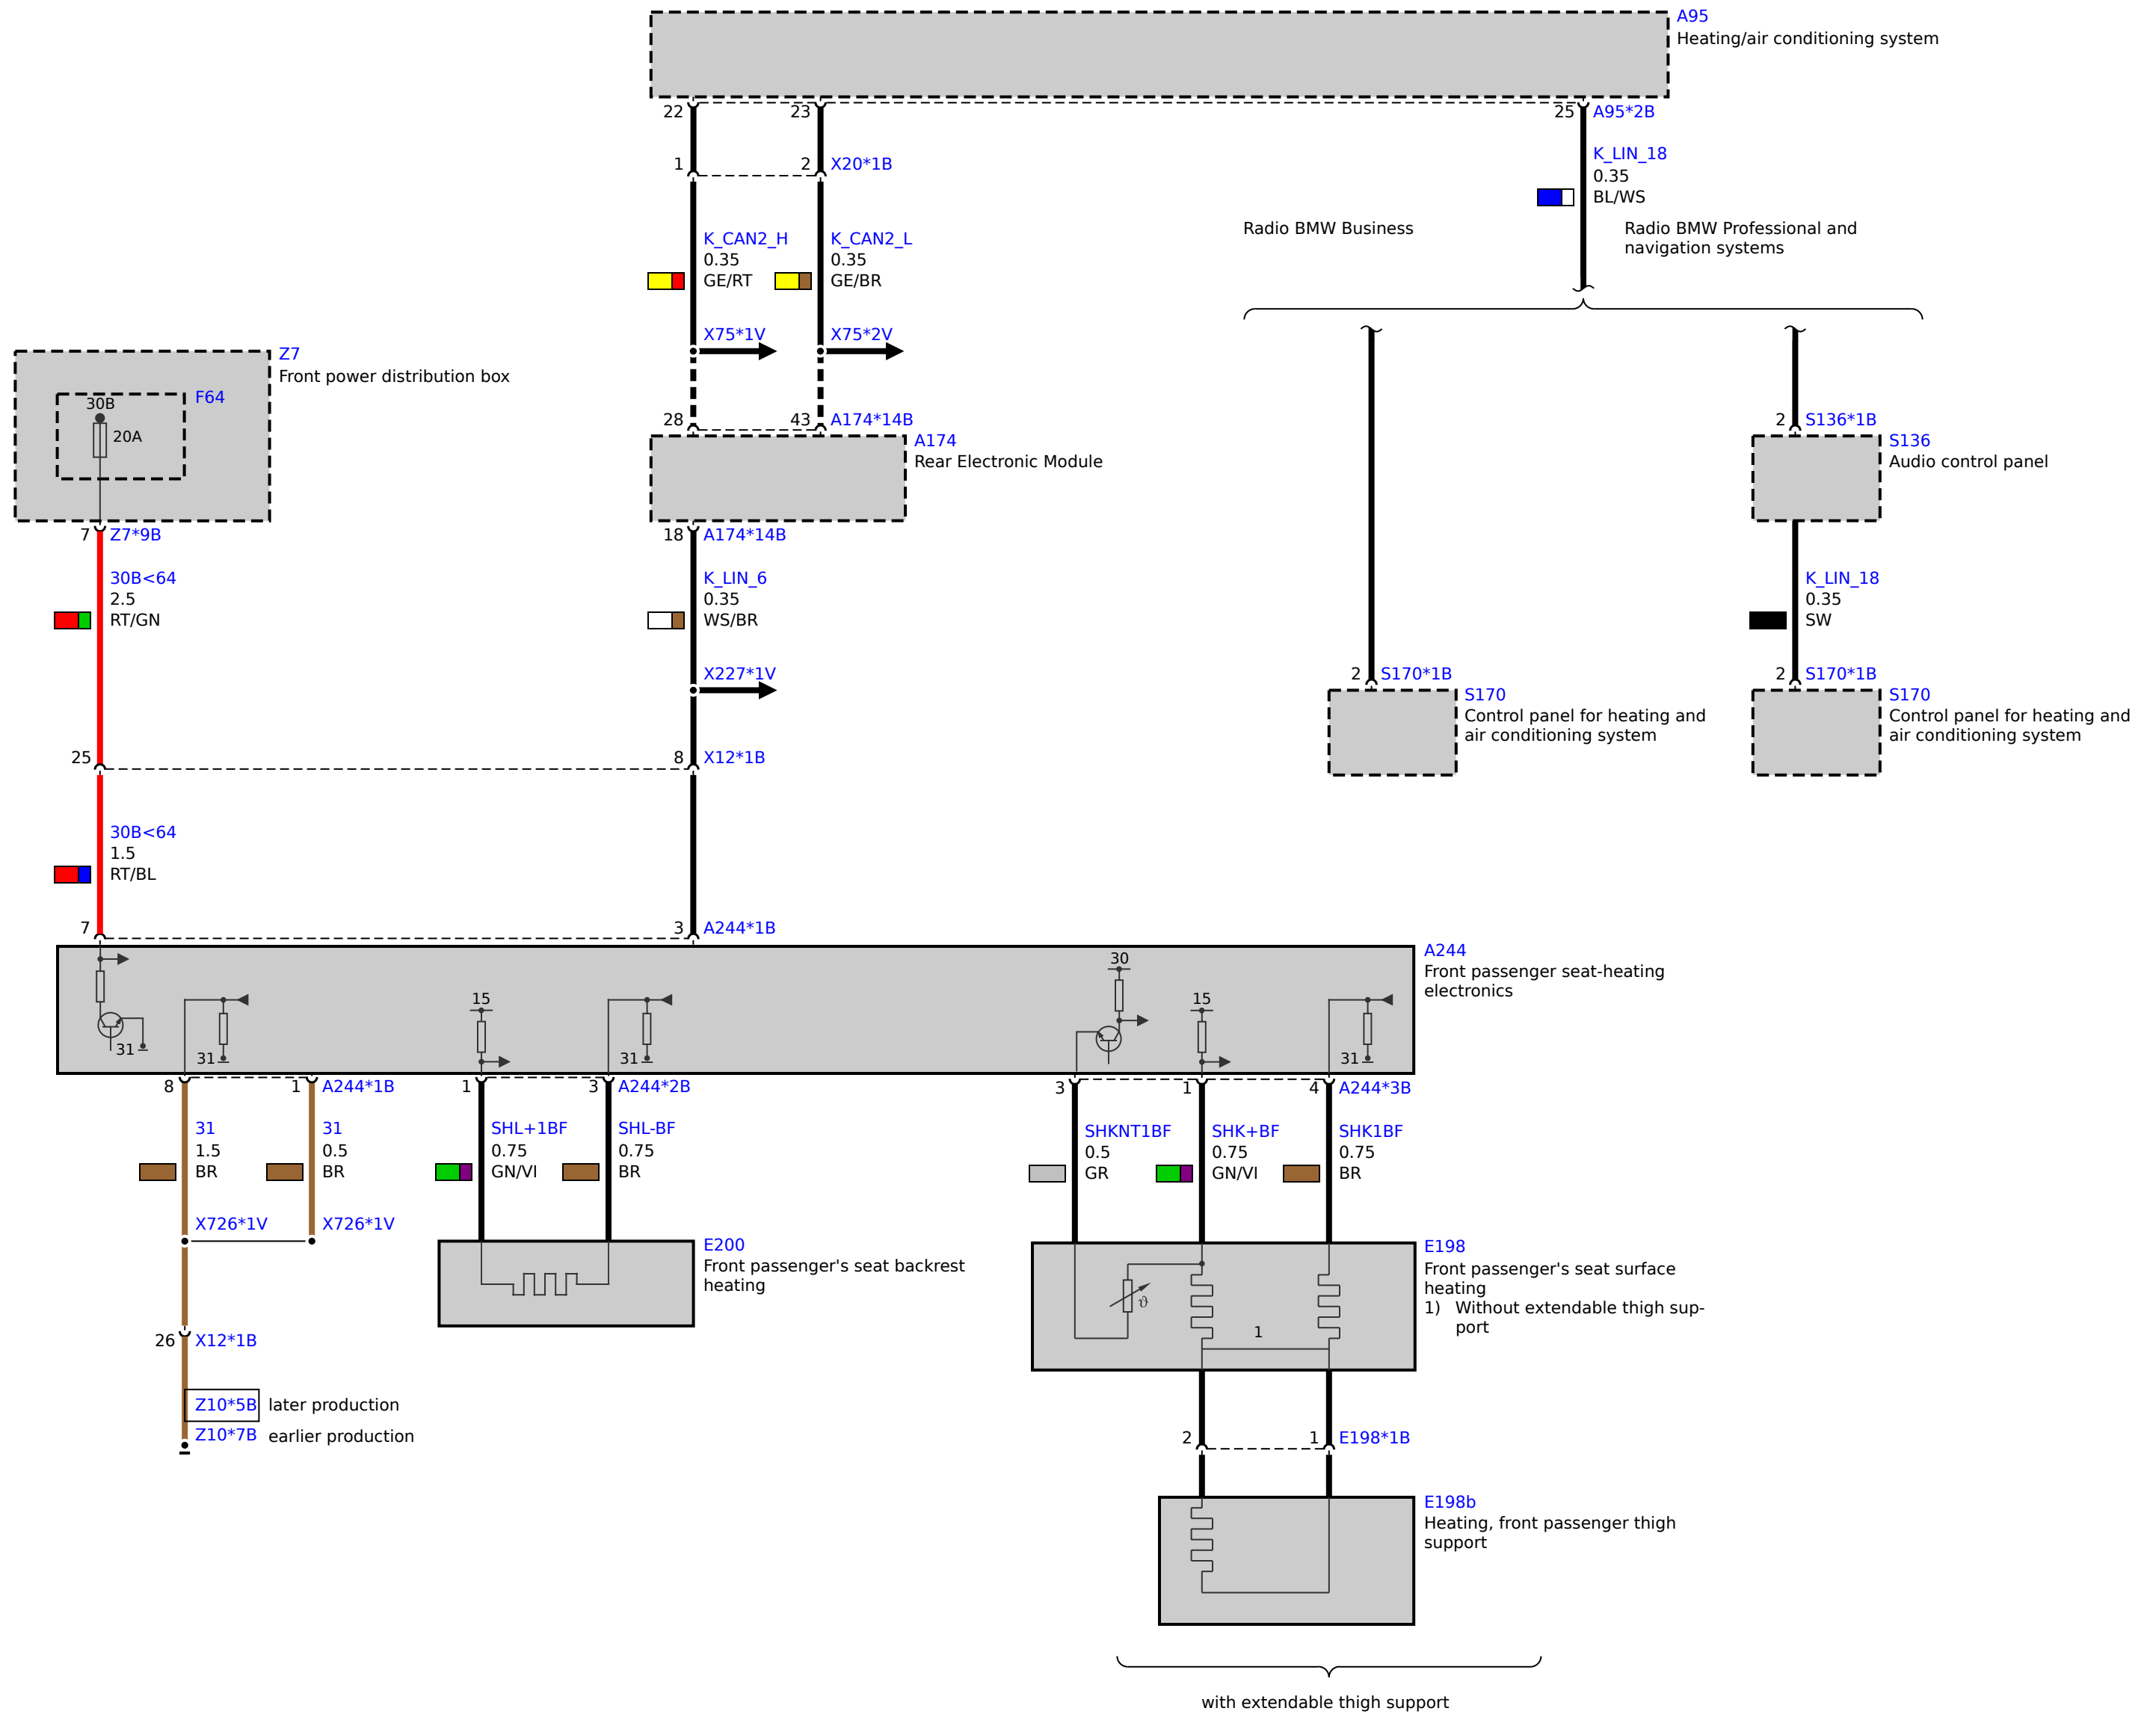 A95
Heating/air conditioning system
22
23
25
A95*2B
1
2
X20*1B
K_LIN_18
0.35
BL/WS
Radio BMW Business
Radio BMW Professional and
navigation systems
K_CAN2_H
0.35
GE/RT
K_CAN2_L
0.35
GE/BR
X75*1V
X75*2V
Z7
Front power distribution box
F64
30B
20A
28
43
A174*14B
A174
Rear Electronic Module
2
S136*1B
S136
Audio control panel
7
Z7*9B
18
A174*14B
30B<64
2.5
RT/GN
K_LIN_6
0.35
WS/BR
K_LIN_18
0.35
SW
X227*1V
2
S170*1B
S170
Control panel for heating and
air conditioning system
2
S170*1B
S170
Control panel for heating and
air conditioning system
25
8
X12*1B
30B<64
1.5
RT/BL
7
3
A244*1B
A244
Front passenger seat-heating
electronics
31
31
15
31
30
15
31
8
1
A244*1B
1
3
A244*2B
3
1
4
A244*3B
31
1.5
BR
31
0.5
BR
SHL+1BF
0.75
GN/VI
SHL-BF
0.75
BR
SHKNT1BF
0.5
GR
SHK+BF
0.75
GN/VI
SHK1BF
0.75
BR
X726*1V
X726*1V
E200
Front passenger's seat backrest
heating
E198
Front passenger's seat surface
heating
1) Without extendable thigh sup-
port
ϑ
1
26
X12*1B
Z10*5B
later production
Z10*7B
earlier production
2
1
E198*1B
E198b
Heating, front passenger thigh
support
with extendable thigh support